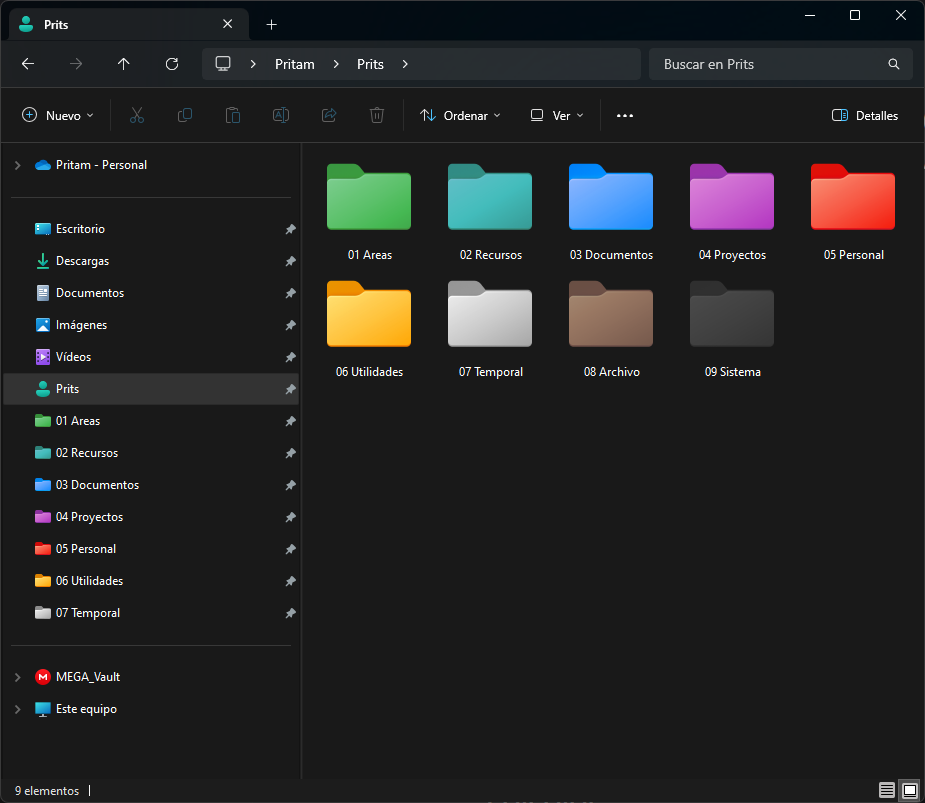 Prits
Pritam Prits
Buscar en Prits
Nuevo Ordenar Ver Detalles
Pritam - Personal
Escritorio
Descargas
Documentos
Imágenes
Vídeos
Prits
01 Areas
02 Recursos
03 Documentos
04 Proyectos
05 Personal
06 Utilidades
07 Temporal
MEGA_Vault
Este equipo
01 Areas 02 Recursos 03 Documentos 04 Proyectos 05 Personal
06 Utilidades 07 Temporal 08 Archivo 09 Sistema
9 elementos